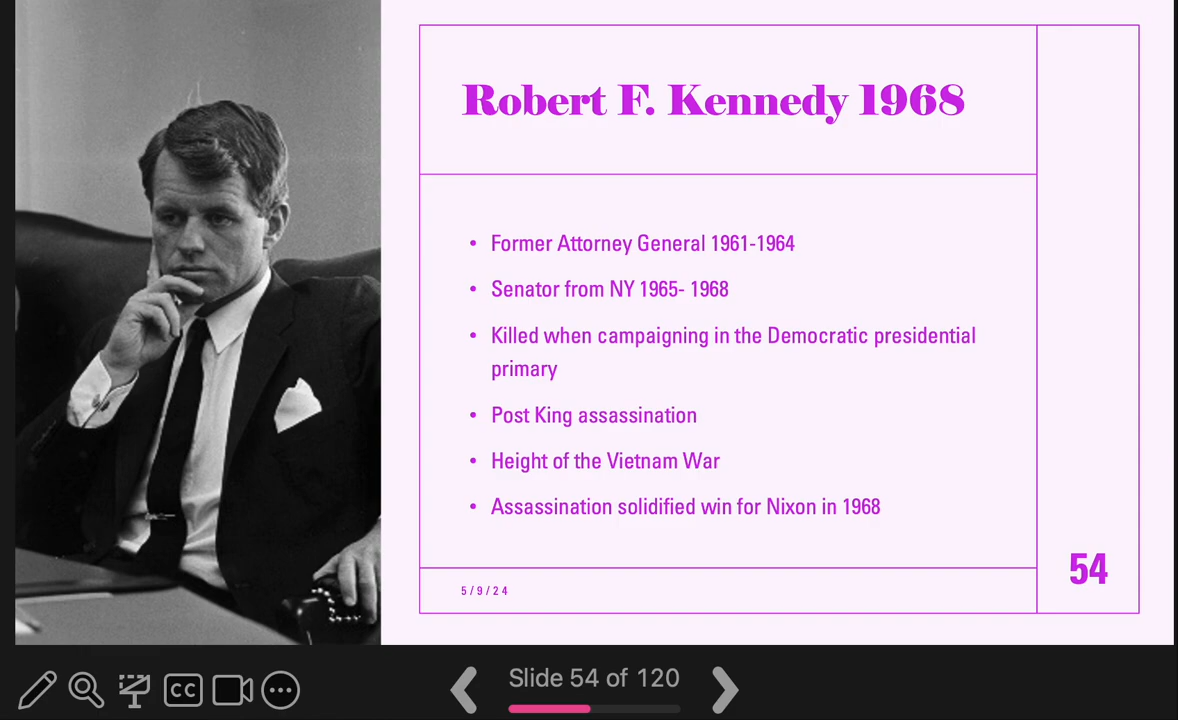 Robert F. Kennedy 1968
• Former Attorney General 1961-1964
• Senator from NY 1965- 1968
• Killed when campaigning in the Democratic presidential
primary
• Post King assassination
• Height of the Vietnam War
• Assassination solidified win for Nixon in 1968
5/9/24
54
CC
Slide 54 of 120